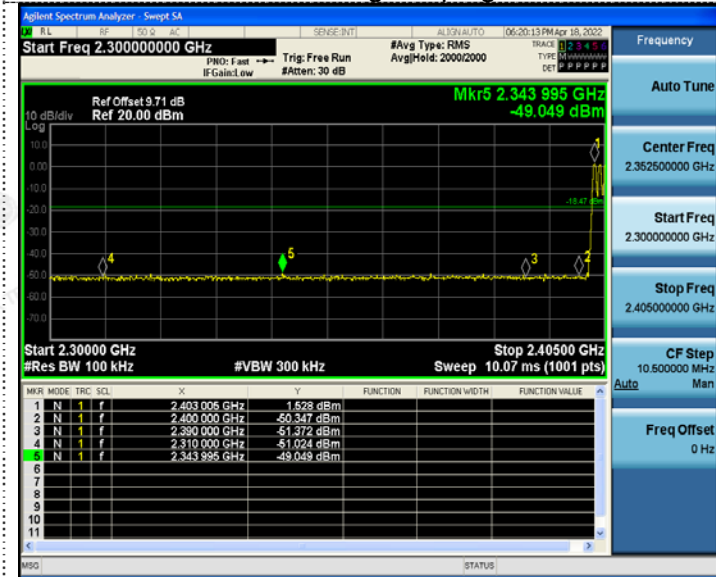 Agilent Spectrum Analyzer - Swept SA
RL RF 50 Ω AC SENSE:INT ALIGN AUTO 06:20:13 PM Apr 18, 2022
Start Freq 2.300000000 GHz #Avg Type: RMS TRACE 1 2 3 4 5 6
PNO: Fast Trig: Free Run Avg|Hold: 2000/2000 TYPE M
IFGain:Low #Atten: 30 dB DET P P P P P P
Mkr5 2.343 995 GHz
-49.049 dBm
Ref Offset 9.71 dB
10 dB/div Ref 20.00 dBm
Log
10.0
0.00
-10.0
-20.0
-30.0
-40.0
-50.0
-60.0
-70.0
-18.47 dBm
1
4
5
3
2
Start 2.30000 GHz Stop 2.40500 GHz
#Res BW 100 kHz #VBW 300 kHz Sweep 10.07 ms (1001 pts)
MKR MODE TRC SCL X Y FUNCTION FUNCTION WIDTH FUNCTION VALUE
1 N 1 f 2.403 005 GHz 1.528 dBm
2 N 1 f 2.400 000 GHz -50.347 dBm
3 N 1 f 2.390 000 GHz -51.372 dBm
4 N 1 f 2.310 000 GHz -51.024 dBm
5 N 1 f 2.343 995 GHz -49.049 dBm
6
7
8
9
10
11
MSG STATUS
Frequency
Auto Tune
Center Freq
2.352500000 GHz
Start Freq
2.300000000 GHz
Stop Freq
2.405000000 GHz
CF Step
10.500000 MHz
Auto Man
Freq Offset
0 Hz